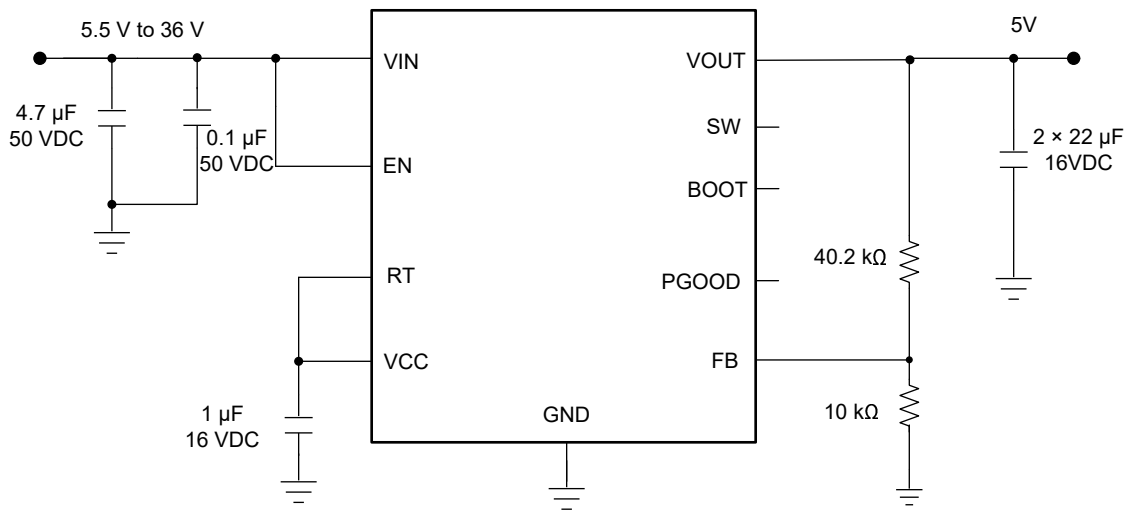 5.5 V to 36 V
5V
VIN
VOUT
4.7 µF
50 VDC
0.1 µF
50 VDC
SW
2 × 22 µF
16VDC
EN
BOOT
RT
PGOOD
40.2 kΩ
VCC
FB
1 µF
16 VDC
GND
10 kΩ